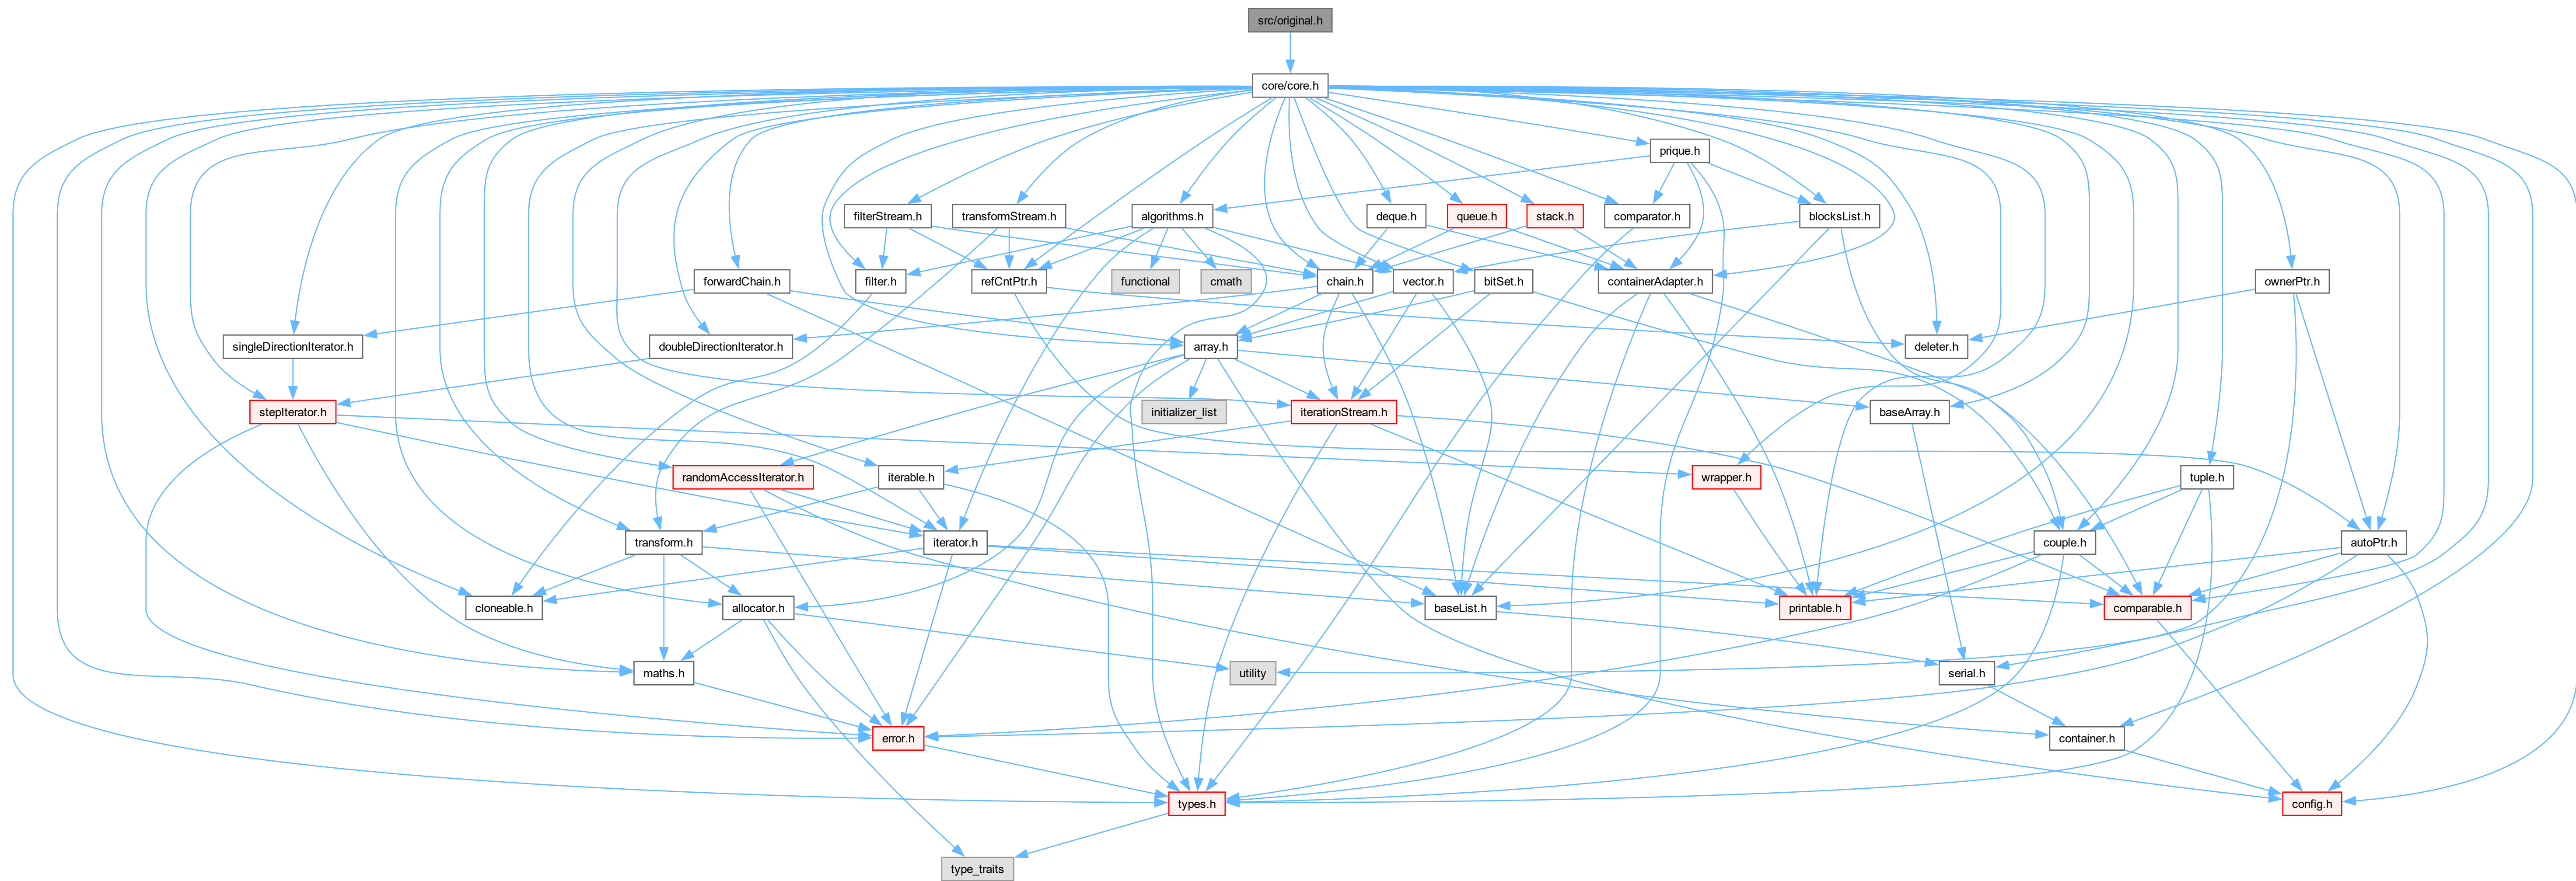 src/original.h
core/core.h
prique.h
filterStream.h
transformStream.h
algorithms.h
deque.h
queue.h
stack.h
comparator.h
blocksList.h
forwardChain.h
filter.h
refCntPtr.h
functional
cmath
chain.h
vector.h
bitSet.h
containerAdapter.h
ownerPtr.h
singleDirectionIterator.h
doubleDirectionIterator.h
array.h
deleter.h
stepIterator.h
initializer_list
iterationStream.h
baseArray.h
randomAccessIterator.h
iterable.h
wrapper.h
tuple.h
transform.h
iterator.h
couple.h
autoPtr.h
cloneable.h
allocator.h
baseList.h
printable.h
comparable.h
maths.h
utility
serial.h
error.h
container.h
types.h
config.h
type_traits